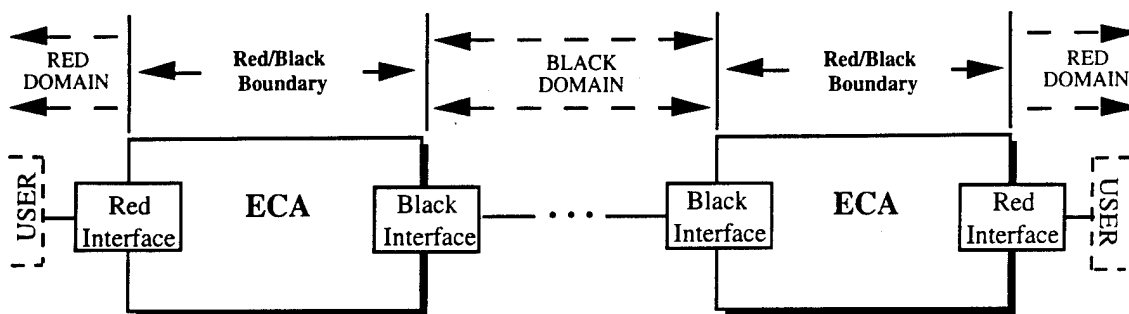 RED
DOMAIN
Red/Black
Boundary
BLACK
DOMAIN
Red/Black
Boundary
RED
DOMAIN
USER
Red
Interface
ECA
Black
Interface
Black
Interface
ECA
Red
Interface
USER